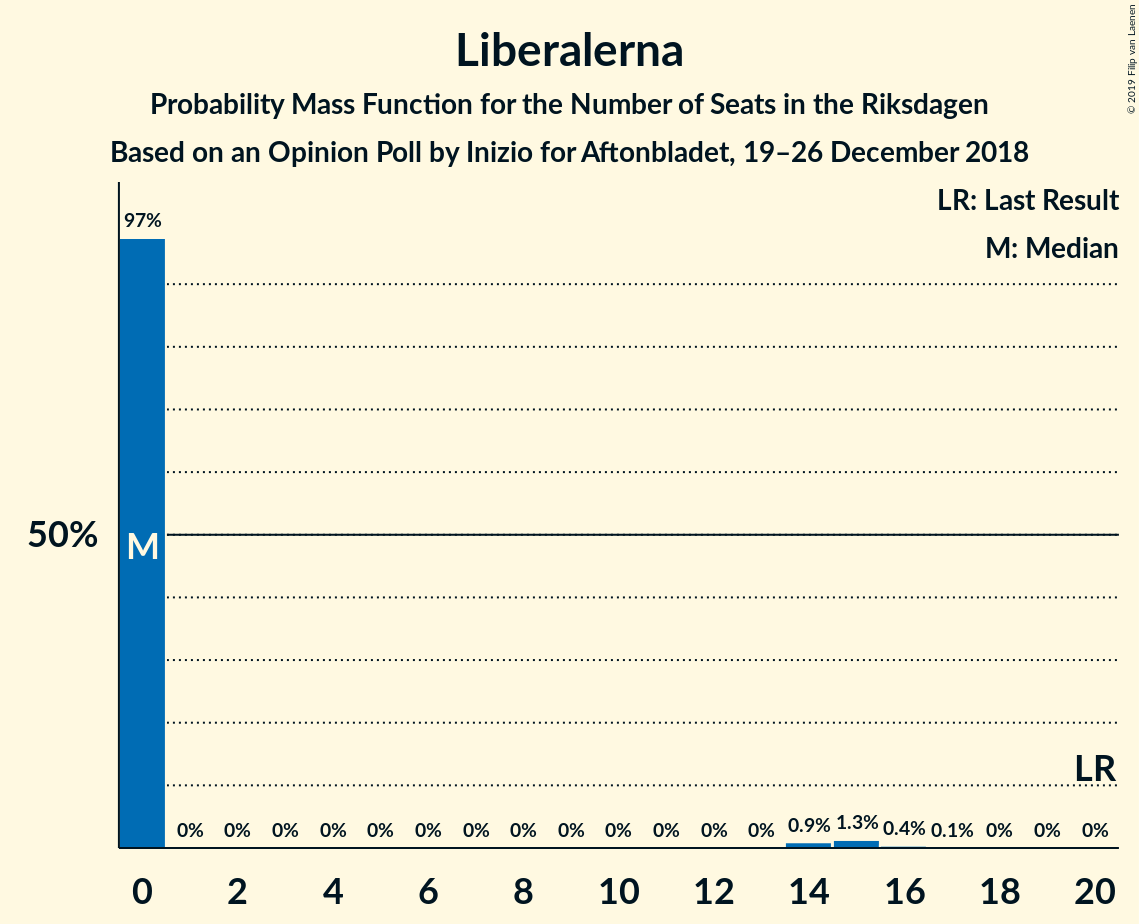 Liberalerna
Probability Mass Function for the Number of Seats in the Riksdagen
Based on an Opinion Poll by Inizio for Aftonbladet, 19–26 December 2018
© 2019 Filip van Laenen
LR: Last Result
M: Median
97%
50%
M
LR
0% 0% 0% 0% 0% 0% 0% 0% 0% 0% 0% 0% 0% 0.9% 1.3% 0.4% 0.1% 0% 0% 0%
0 2 4 6 8 10 12 14 16 18 20